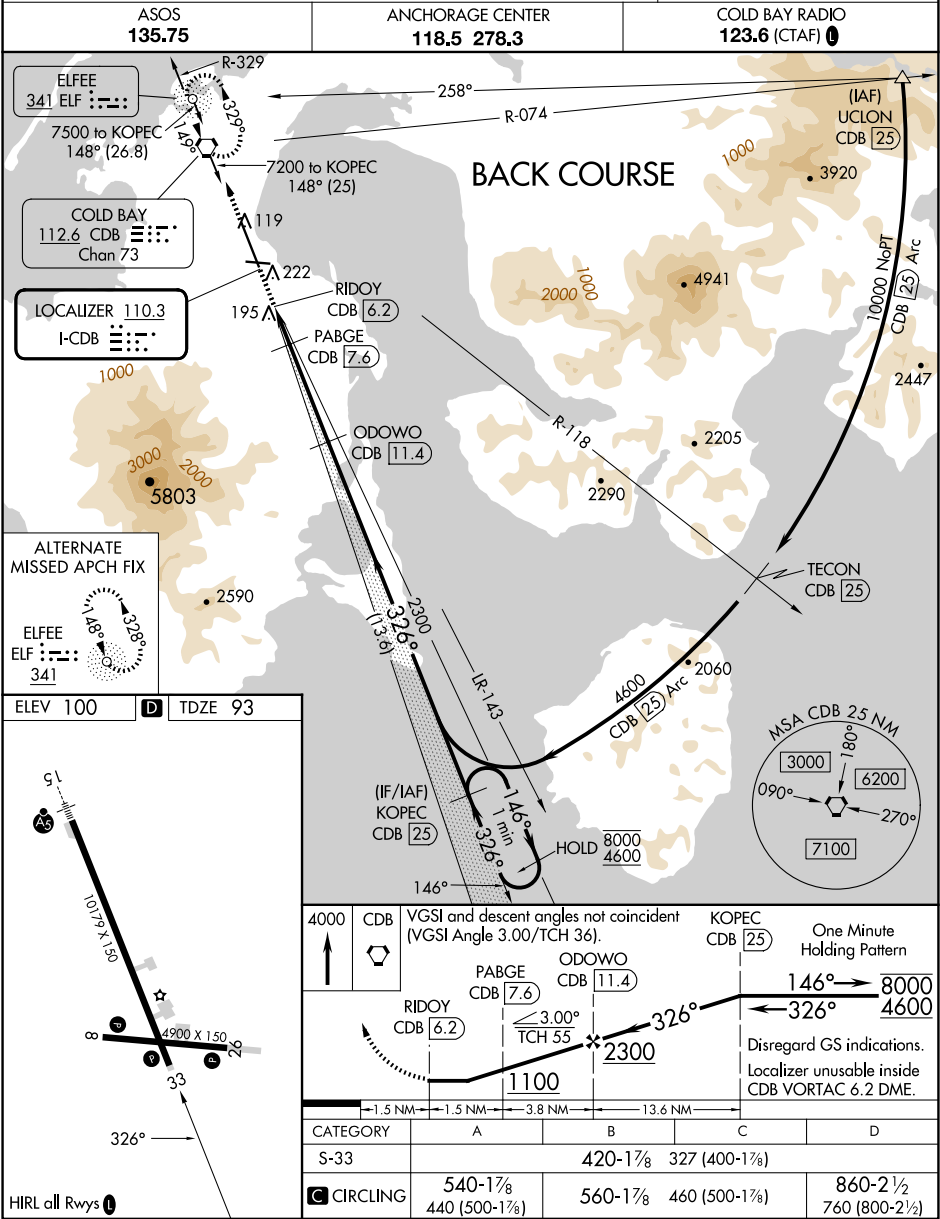 ASOS
135.75
ANCHORAGE CENTER
118.5 278.3
COLD BAY RADIO
123.6 (CTAF) L
ELFEE
341 ELF
R-329
329°
149°
7500 to KOPEC
148° (26.8)
7200 to KOPEC
148° (25)
258°
R-074
(IAF)
UCLON
CDB 25
BACK COURSE
1000
3920
COLD BAY
112.6 CDB
Chan 73
119
222
195
LOCALIZER 110.3
I-CDB
RIDOY
CDB 6.2
PABGE
CDB 7.6
1000
2000
4941
10000 NoPT
CDB 25 Arc
2447
1000
3000
2000
5803
ODOWO
CDB 11.4
R-118
2205
2290
ALTERNATE
MISSED APCH FIX
ELFEE
ELF
341
148°
328°
2590
TECON
CDB 25
326°
2300
(13.6)
LR-143
2060
4600
CDB 25 Arc
(IF/IAF)
KOPEC
CDB 25
146°
1 min
326°
HOLD
8000
4600
146°
MSA CDB 25 NM
180°
3000
6200
090°
270°
7100
ELEV 100
D
TDZE 93
15
A5
10179 X 150
8
P
4900 X 150
26
P
P
33
326°
HIRL all Rwys L
4000
CDB
VGSI and descent angles not coincident
(VGSI Angle 3.00/TCH 36).
KOPEC
CDB 25
One Minute
Holding Pattern
RIDOY
CDB 6.2
PABGE
CDB 7.6
ODOWO
CDB 11.4
3.00°
TCH 55
326°
146°
326°
8000
4600
2300
1100
Disregard GS indications.
Localizer unusable inside
CDB VORTAC 6.2 DME.
1.5 NM
1.5 NM
3.8 NM
13.6 NM
CATEGORY A B C D
S-33 420-1⅞ 327 (400-1⅞)
C CIRCLING
540-1⅞
440 (500-1⅞)
560-1⅞ 460 (500-1⅞)
860-2½
760 (800-2½)